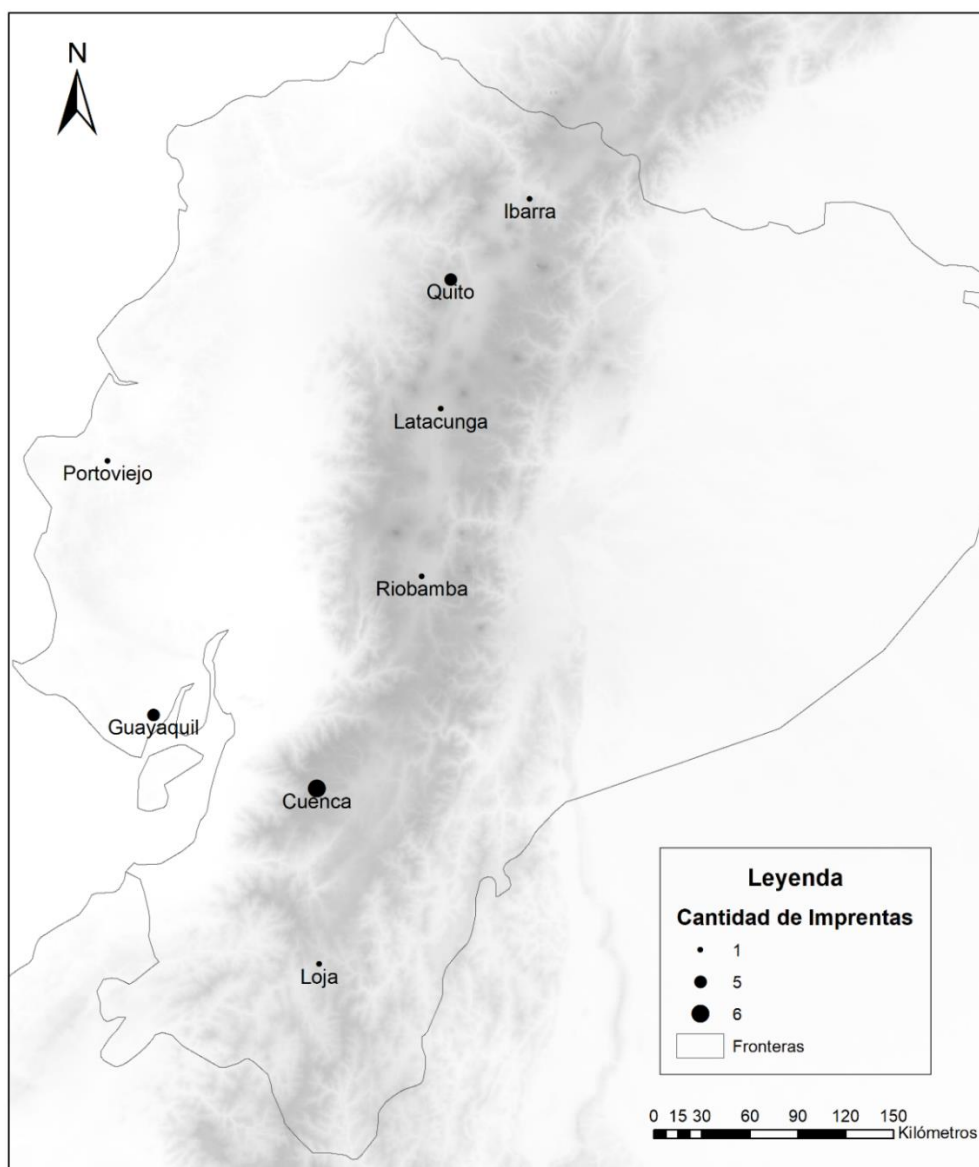 N
Ibarra
Quito
Latacunga
Portoviejo
Riobamba
Guayaquil
Cuenca
Loja
Leyenda
Cantidad de Imprentas
1
5
6
Fronteras
0 15 30 60 90 120 150
Kilómetros